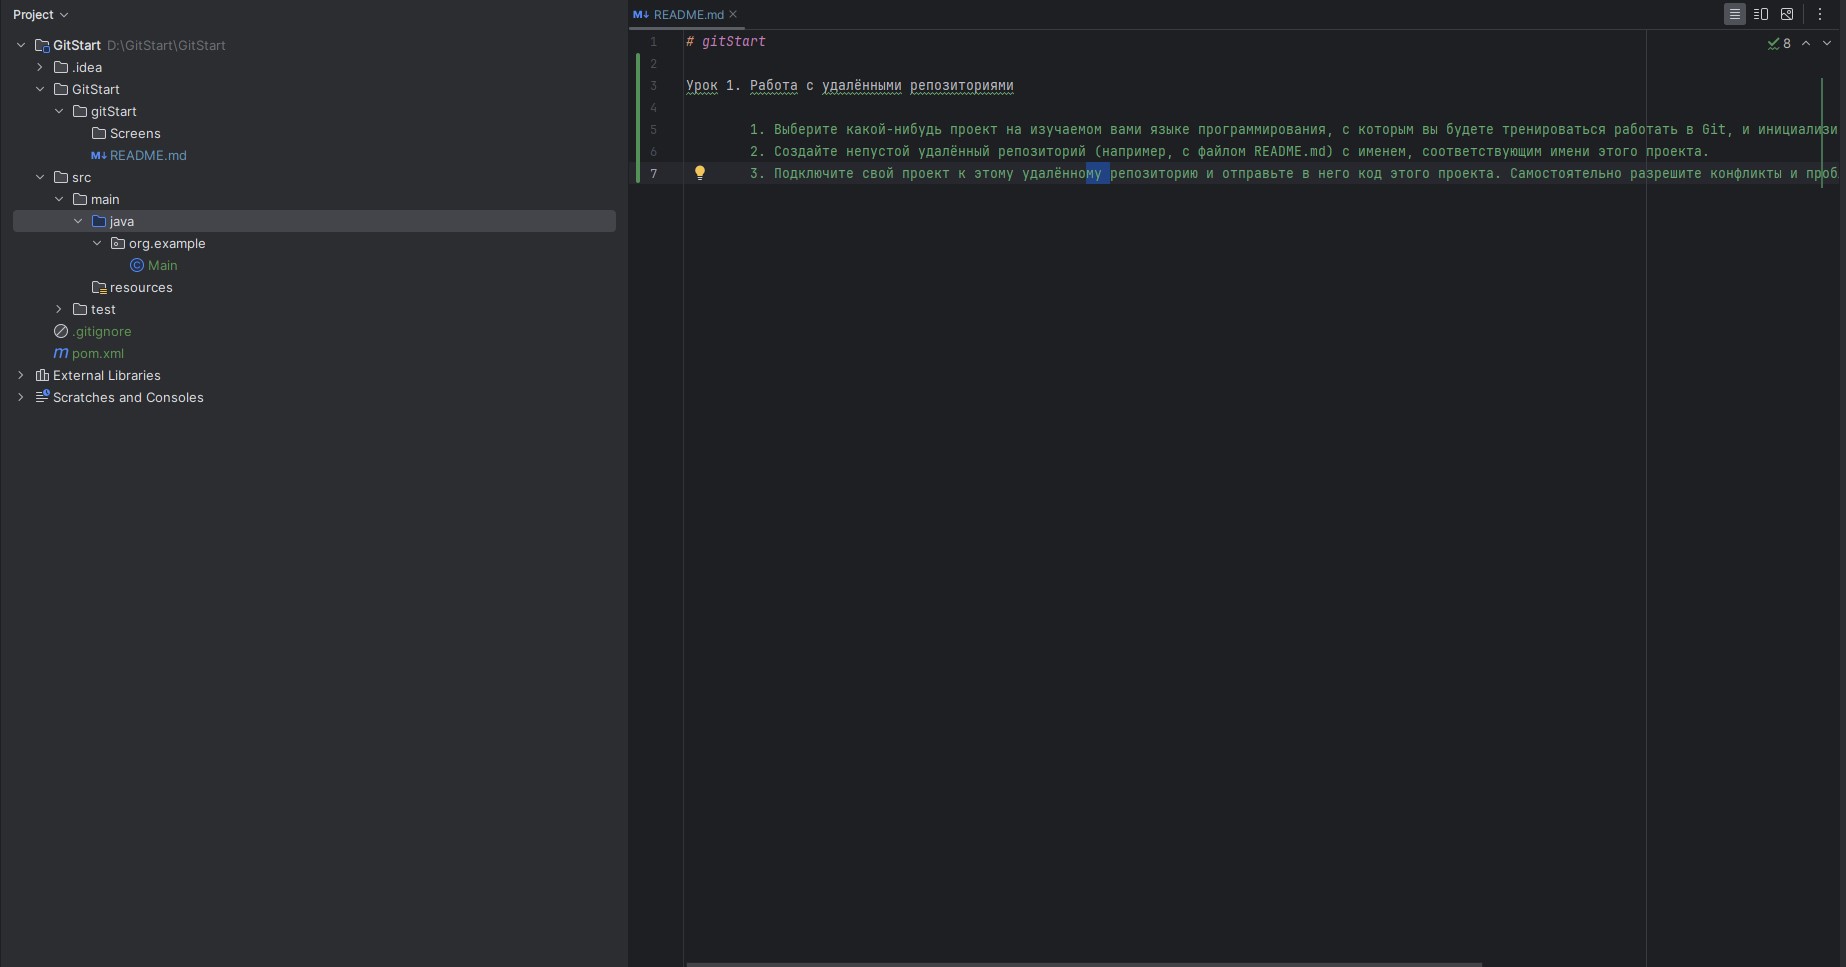 Project
GitStart D:\GitStart\GitStart
.idea
GitStart
gitStart
Screens
M↓ README.md
src
main
java
org.example
Main
resources
test
.gitignore
m pom.xml
External Libraries
Scratches and Consoles
M↓ README.md
8
1 # gitStart
2
3 Урок 1. Работа с удалёнными репозиториями
4
5 1. Выберите какой-нибудь проект на изучаемом вами языке программирования, с которым вы будете тренироваться работать в Git, и инициализи
6 2. Создайте непустой удалённый репозиторий (например, с файлом README.md) с именем, соответствующим имени этого проекта.
7 3. Подключите свой проект к этому удалённому репозиторию и отправьте в него код этого проекта. Самостоятельно разрешите конфликты и проб